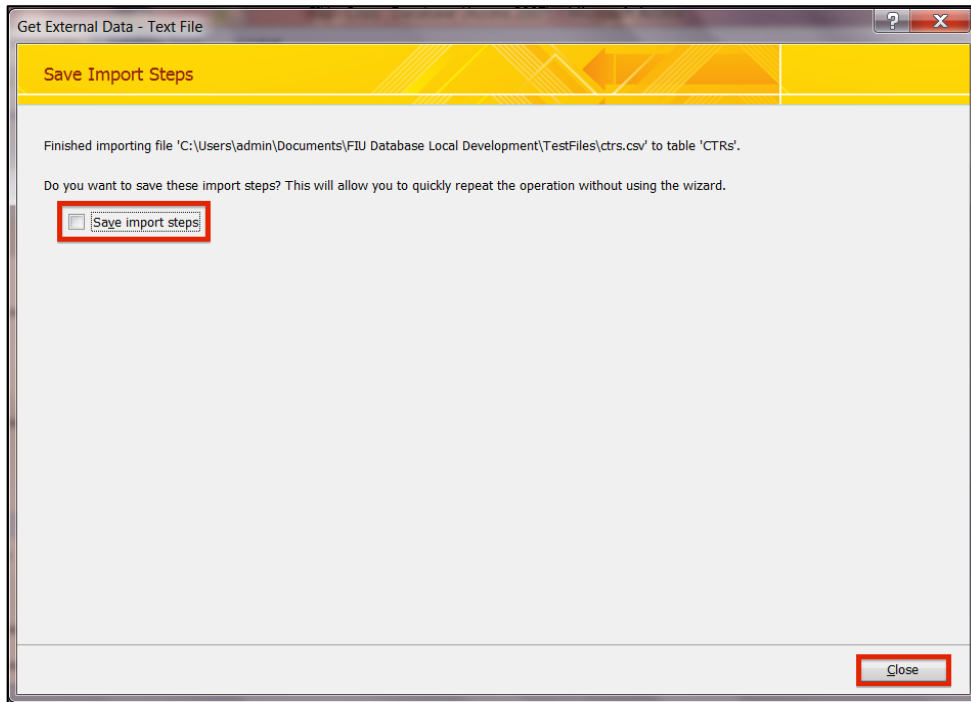 Get External Data - Text File
?
X
Save Import Steps
Finished importing file 'C:\Users\admin\Documents\FIU Database Local Development\TestFiles\ctrs.csv' to table 'CTRs'.
Do you want to save these import steps? This will allow you to quickly repeat the operation without using the wizard.
Save import steps
Close